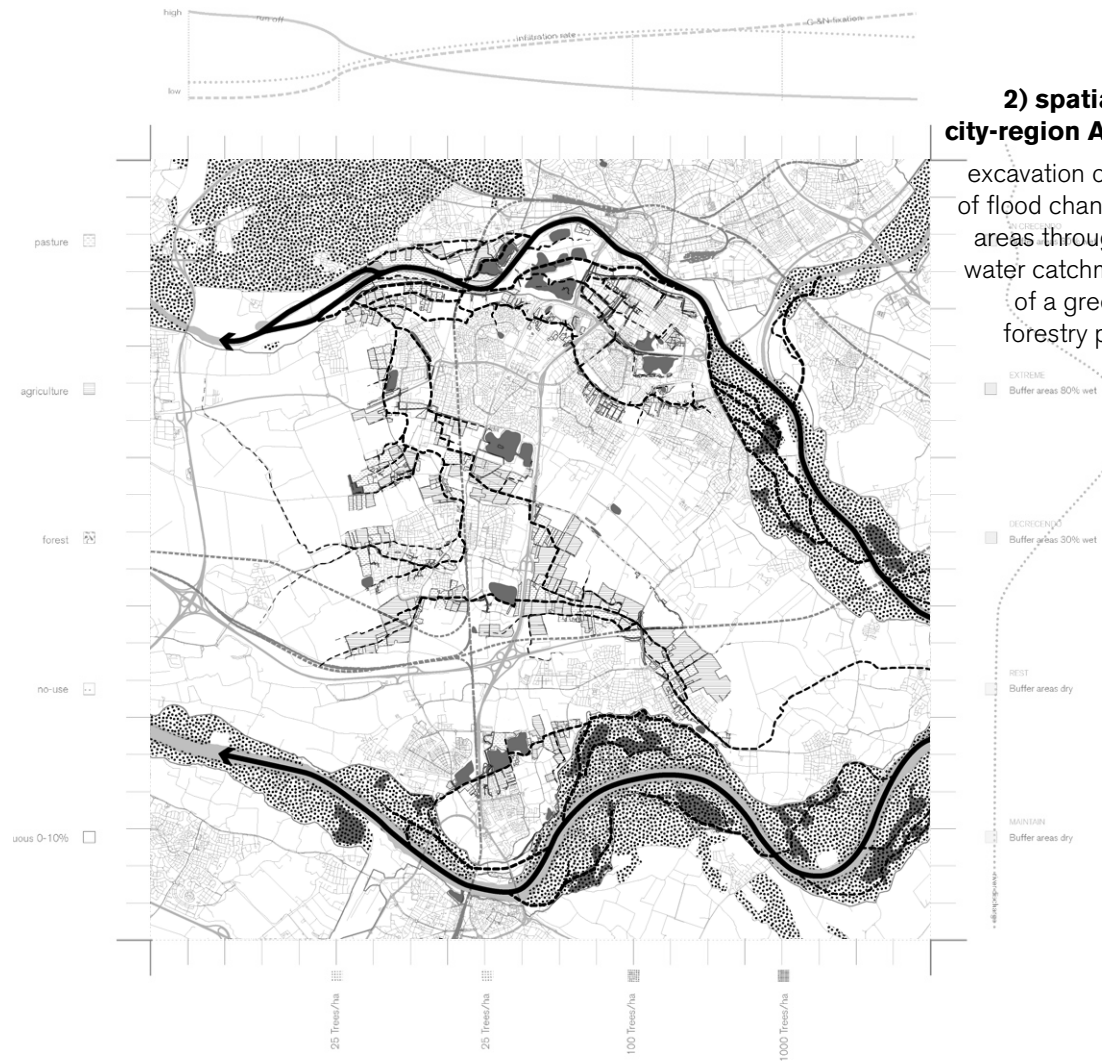 high
run off
infiltration rate
C-&N-fixation
low
2) spatia
city-region A
excavation o
of flood chan
areas throug
water catchm
of a gree
forestry p
pasture
agriculture
forest
no-use
uous 0-10%
EXTREME
Buffer areas 80% wet
DECRECENDO
Buffer areas 30% wet
REST
Buffer areas dry
MAINTAIN
Buffer areas dry
25 Trees/ha
25 Trees/ha
100 Trees/ha
1000 Trees/ha